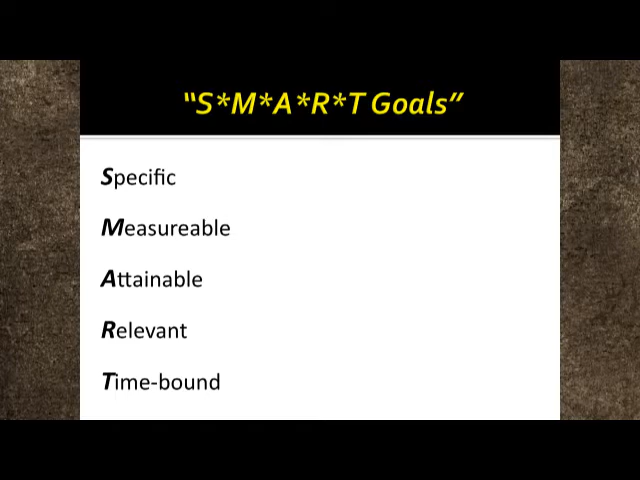 “S*M*A*R*T Goals”
Specific
Measureable
Attainable
Relevant
Time-bound